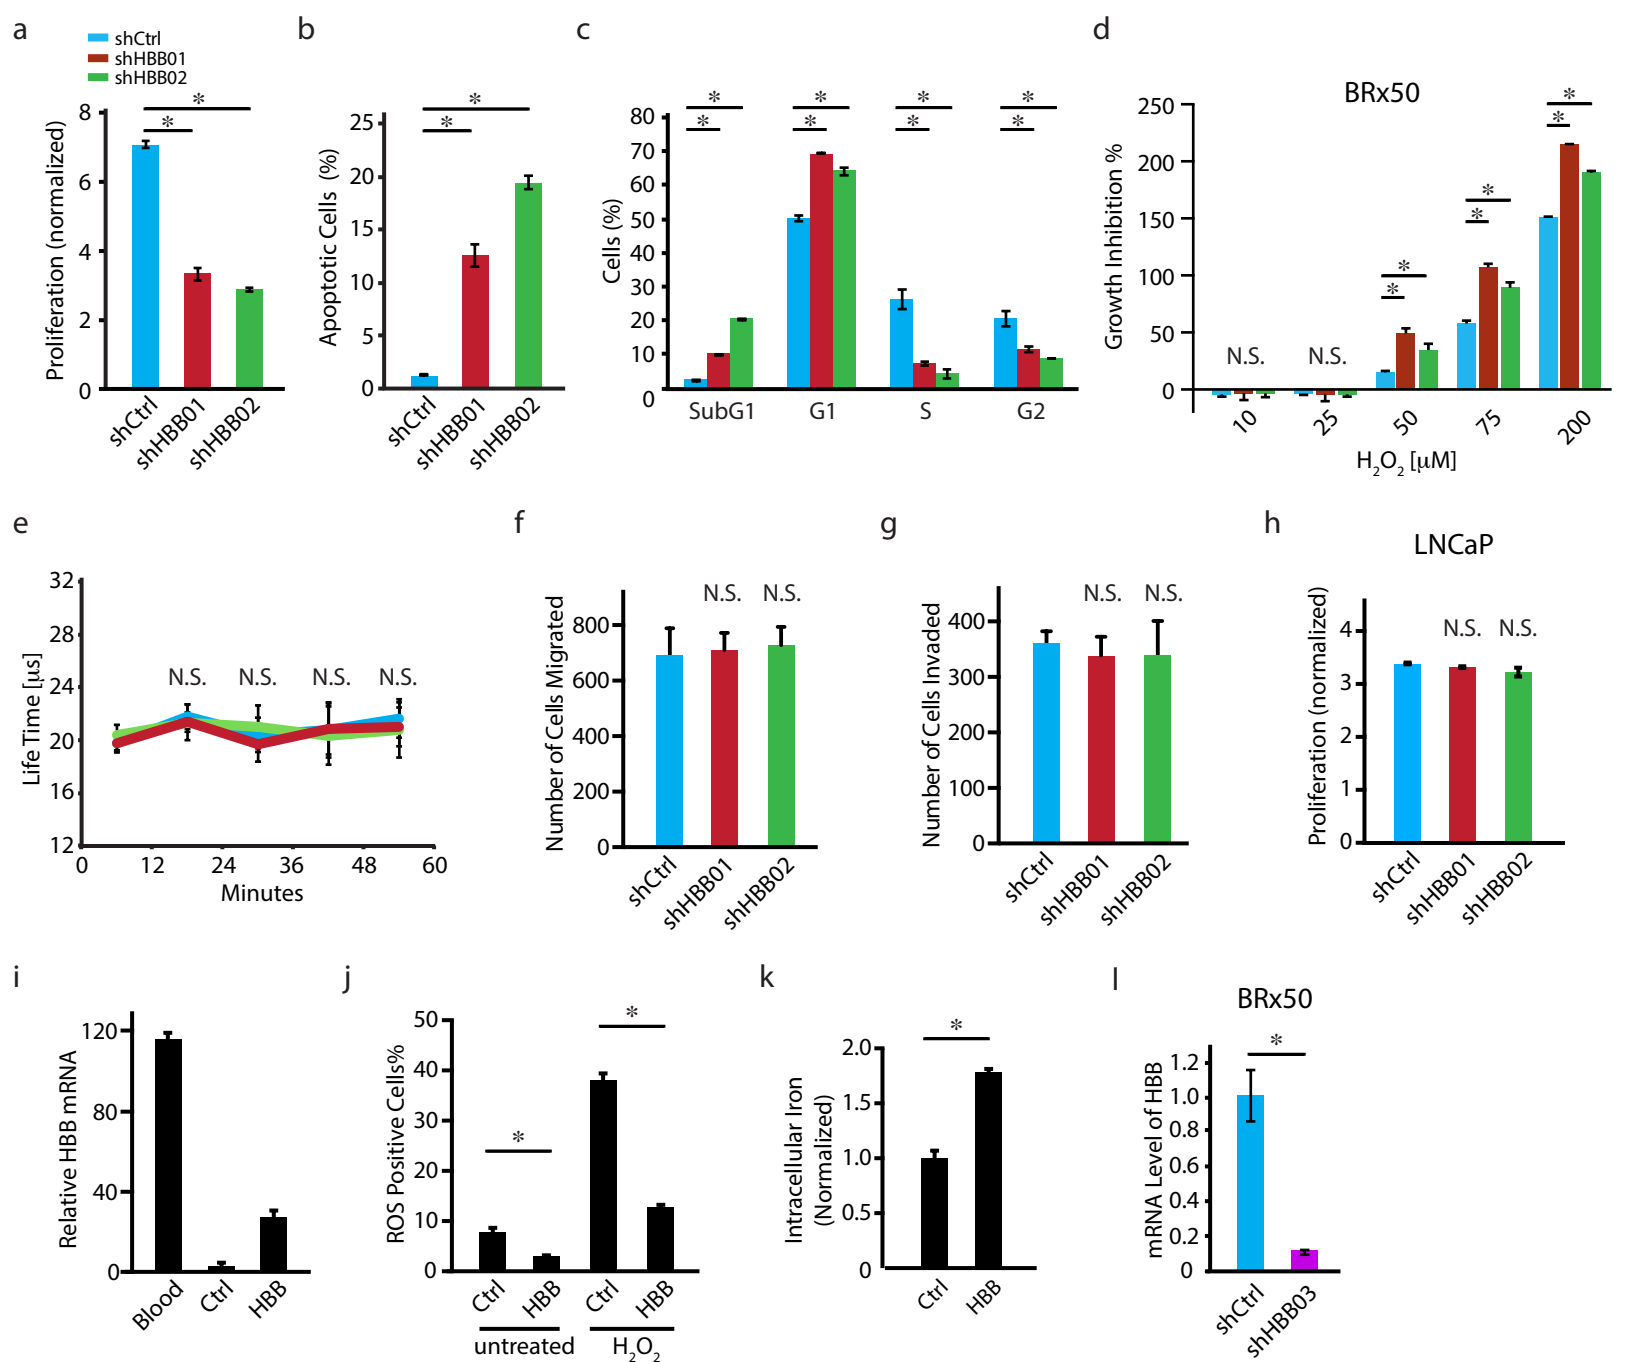 a
shCtrl
shHBB01
shHBB02
Proliferation (normalized)
8
6
4
2
0
*
*
shCtrl
shHBB01
shHBB02
b
Apoptotic Cells (%)
25
20
15
10
5
0
*
*
shCtrl
shHBB01
shHBB02
c
Cells (%)
80
70
60
50
40
30
20
10
0
* * * *
* * * *
SubG1 G1 S G2
d
BRx50
Growth Inhibition %
250
200
150
100
50
0
N.S. N.S.
*
*
*
*
*
*
10 25 50 75 200
H2O2 [μM]
e
Life Time [μs]
32
28
24
20
16
12
N.S. N.S. N.S. N.S.
0 12 24 36 48 60
Minutes
f
Number of Cells Migrated
800
600
400
200
0
N.S. N.S.
shCtrl
shHBB01
shHBB02
g
Number of Cells Invaded
400
300
200
100
0
N.S. N.S.
shCtrl
shHBB01
shHBB02
h
LNCaP
Proliferation (normalized)
4
3
2
1
0
N.S. N.S.
shCtrl
shHBB01
shHBB02
i
Relative HBB mRNA
120
80
40
0
Blood
Ctrl
HBB
j
ROS Positive Cells%
50
40
30
20
10
0
*
*
Ctrl HBB Ctrl HBB
untreated H2O2
k
Intracellular Iron
(Normalized)
2.0
1.5
1.0
0.5
0
*
Ctrl
HBB
l
BRx50
mRNA Level of HBB
1.2
1.0
0.8
0.6
0.4
0.2
0
*
shCtrl
shHBB03